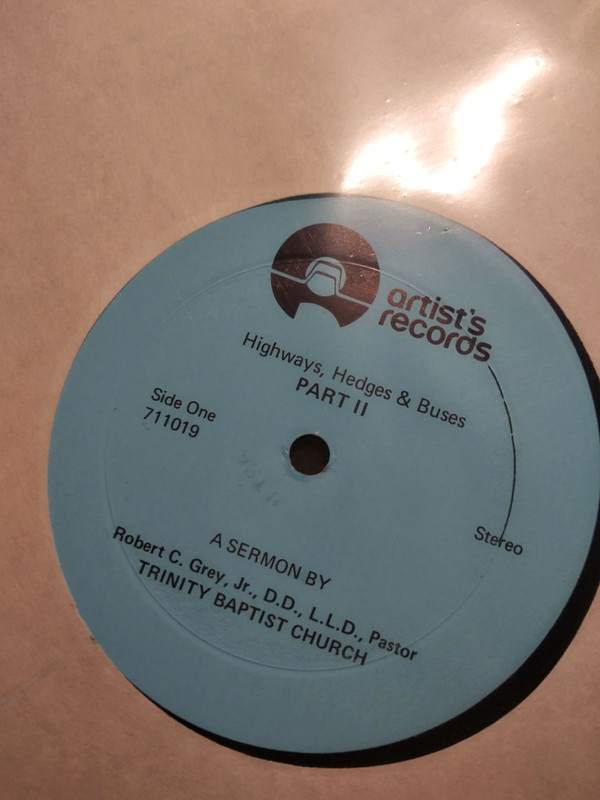 artist's
records
Highways, Hedges & Buses
PART II
Side One
711019
Stereo
A SERMON BY
Robert C. Grey, Jr., D.D., L.L.D., Pastor
TRINITY BAPTIST CHURCH